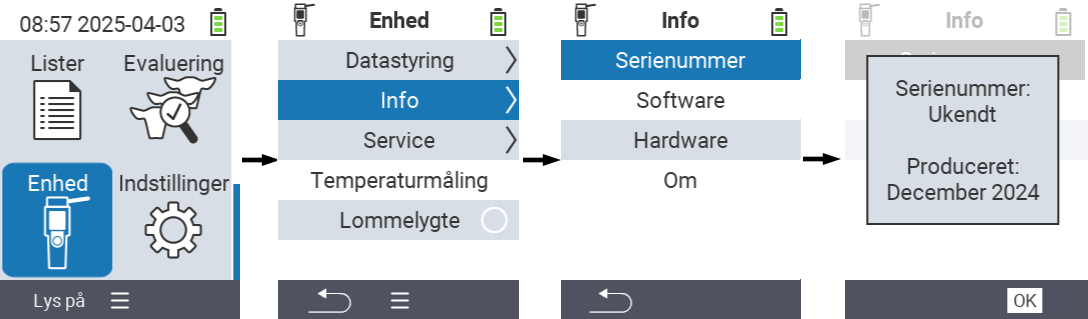 08:57 2025-04-03
Lister
Evaluering
Enhed
Indstillinger
Lys på
Enhed
Datastyring
Info
Service
Temperaturmåling
Lommelygte
Info
Serienummer
Software
Hardware
Om
Info
Serienummer:
Ukendt
Produceret:
December 2024
OK